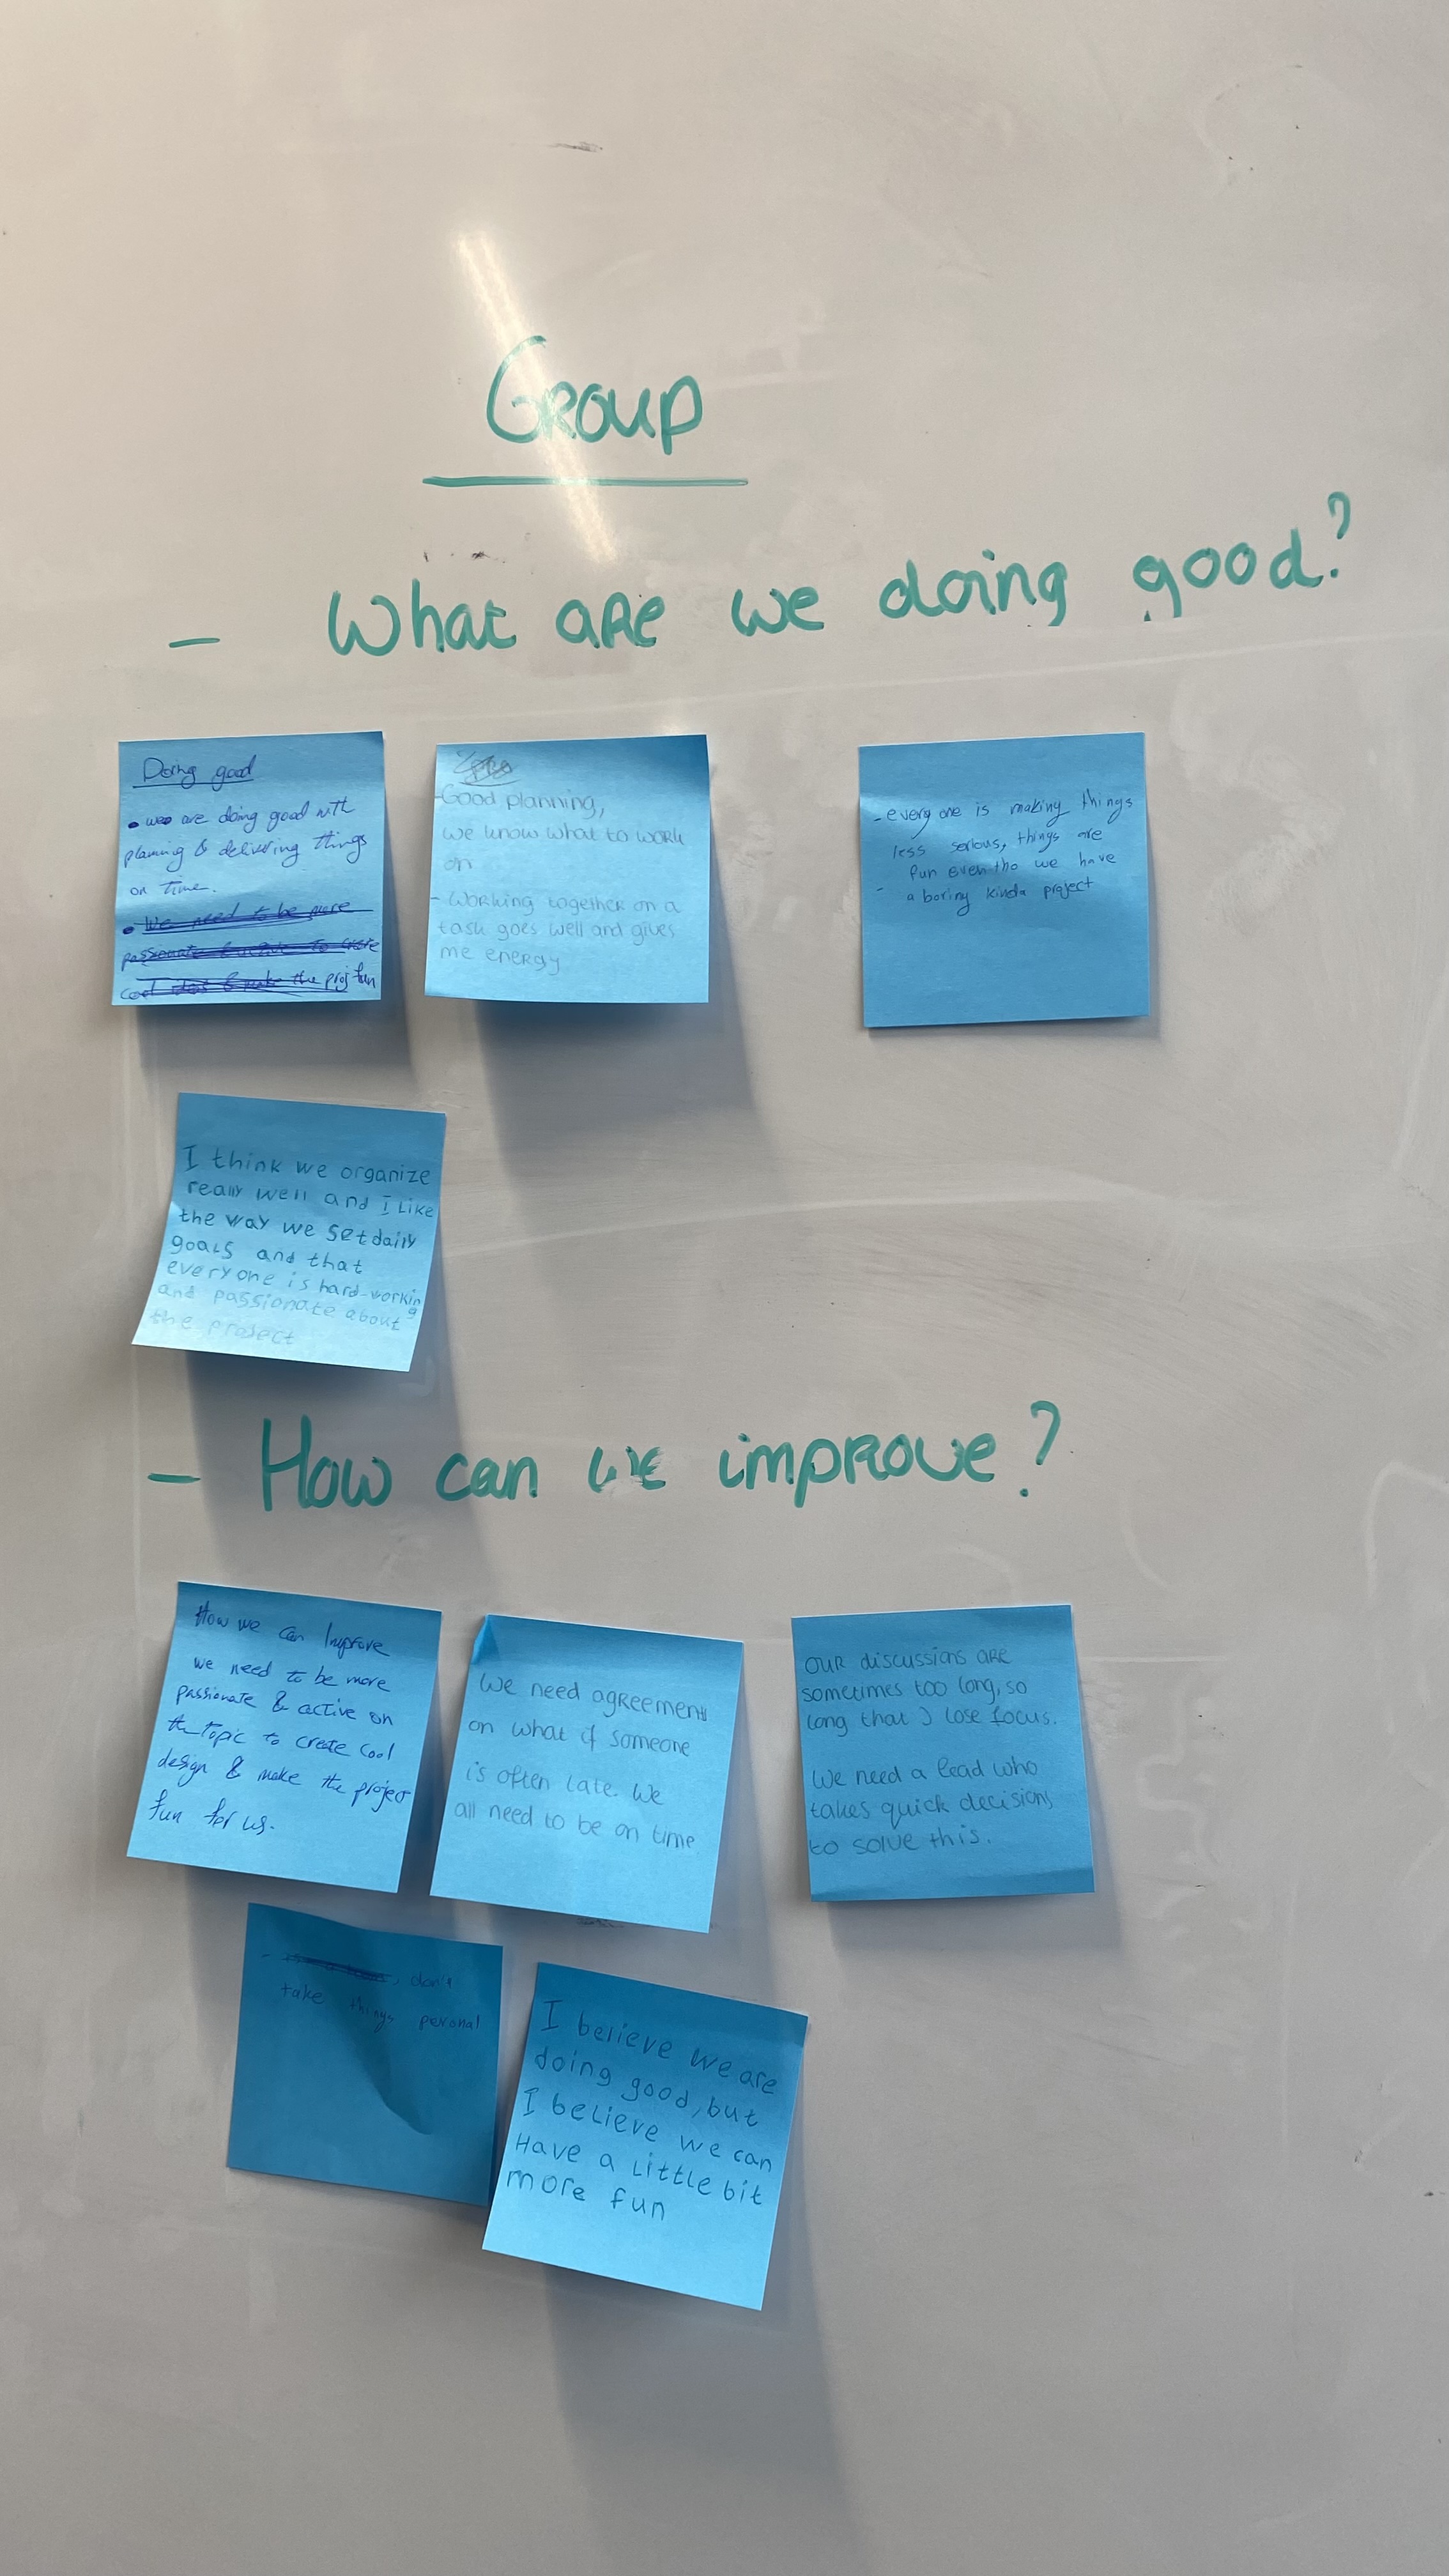 Group
- What are we doing good?
Doing good
• we are doing good with
planning & delivering things
on time.
• We need to be more
passionate & active to create
cool ideas & make the proj fun
-Good planning,
we know what to work
on
- Working together on a
task goes well and gives
me energy
- every one is making things
less serious, things are
fun even tho we have
- a boring kinda project
I think we organize
really well and I like
the way we set daily
goals and that
everyone is hard-working
and passionate about
the project
- How can we improve?
How we can Improve
we need to be more
passionate & active on
the topic to create cool
design & make the project
fun for us.
We need agreements
on what if someone
is often late. We
all need to be on time
Our discussions are
sometimes too long, so
long that I lose focus.
We need a lead who
takes quick decisions
to solve this.
- , don't
take things personal
I believe we are
doing good, but
I believe we can
Have a little bit
more fun